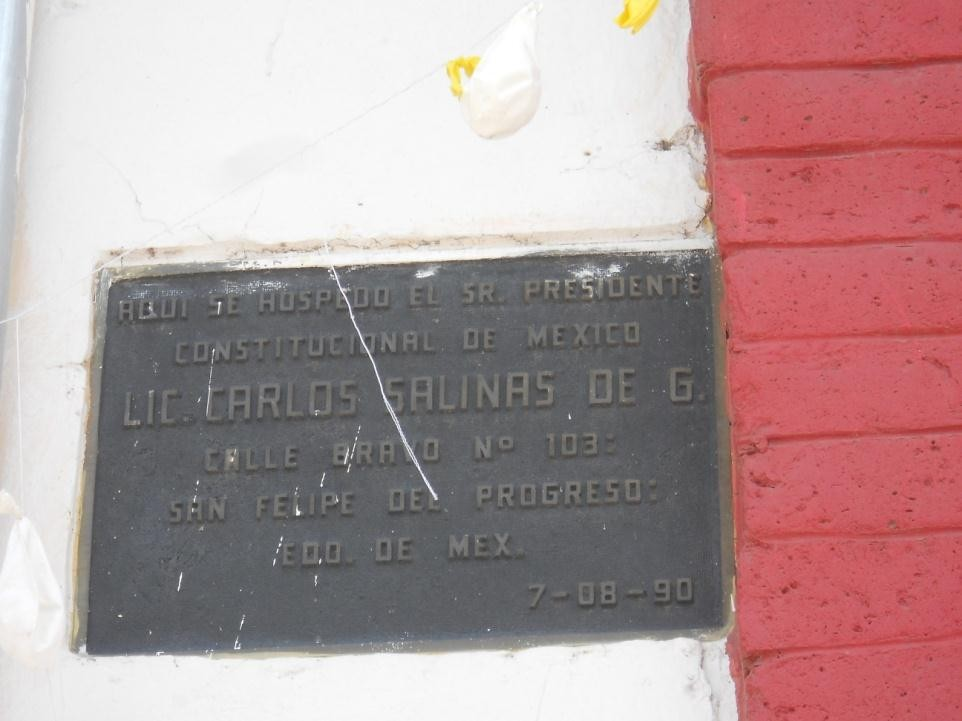 AQUI SE HOSPEDO EL SR. PRESIDENTE
CONSTITUCIONAL DE MEXICO
LIC. CARLOS SALINAS DE G.
CALLE BRAVO Nº 103:
SAN FELIPE DEL PROGRESO:
EDO. DE MEX.
7-08-90